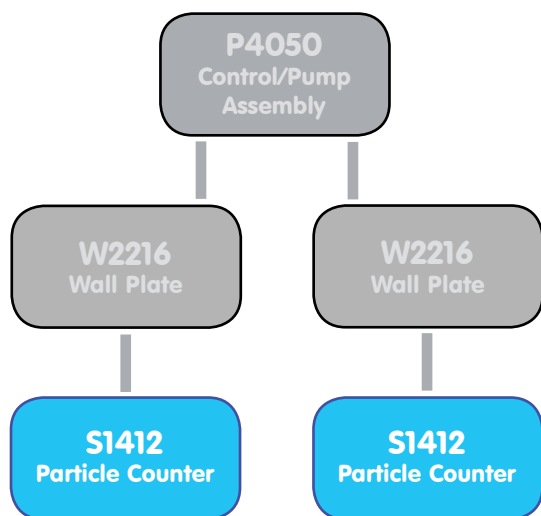 P4050
Control/Pump
Assembly
W2216
Wall Plate
W2216
Wall Plate
S1412
Particle Counter
S1412
Particle Counter